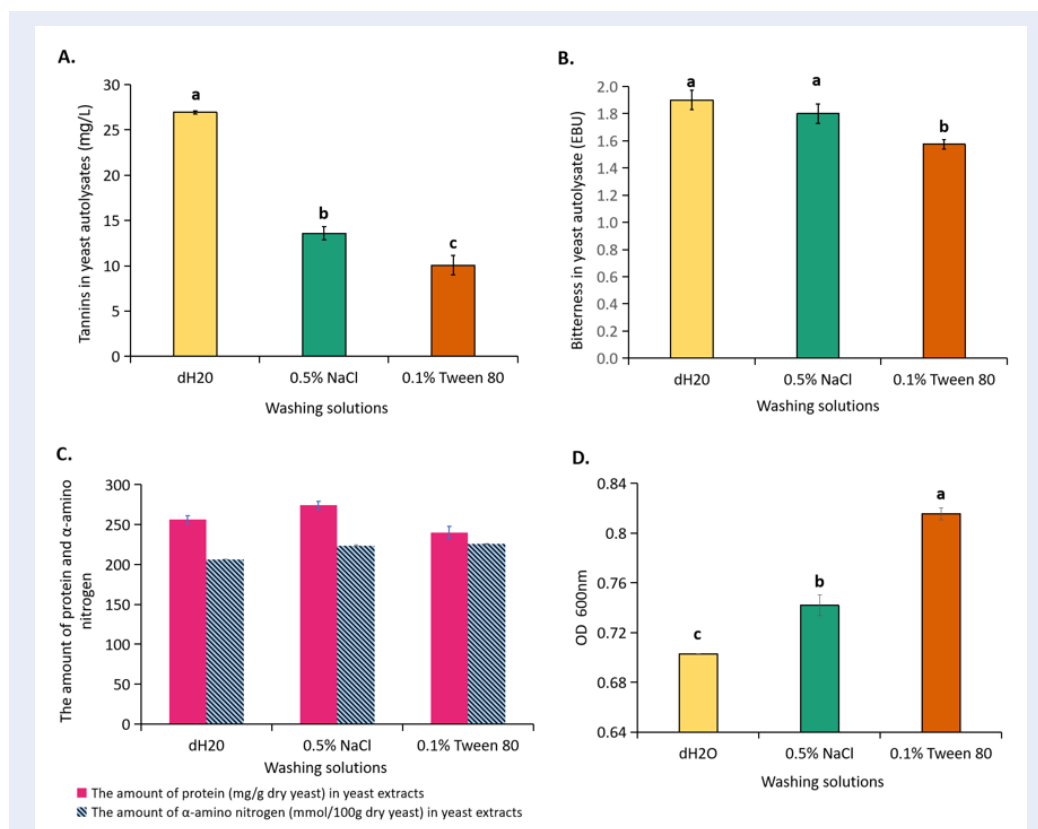 A.
Tannins in yeast autolysates (mg/L)
30
25
20
15
10
5
0
a
b
c
dH20
0.5% NaCl
0.1% Tween 80
Washing solutions
B.
Bitterness in yeast autolysate (EBU)
2.0
1.8
1.6
1.4
1.2
1.0
0.8
0.6
0.4
0.2
0.0
a
a
b
dH20
0.5% NaCl
0.1% Tween 80
Washing solutions
C.
The amount of protein and α-amino
nitrogen
300
250
200
150
100
50
0
dH20
0.5% NaCl
0.1% Tween 80
Washing solutions
The amount of protein (mg/g dry yeast) in yeast extracts
The amount of α-amino nitrogen (mmol/100g dry yeast) in yeast extracts
D.
OD 600nm
0.84
0.8
0.76
0.72
0.68
0.64
c
b
a
dH2O
0.5% NaCl
0.1% Tween 80
Washing solutions